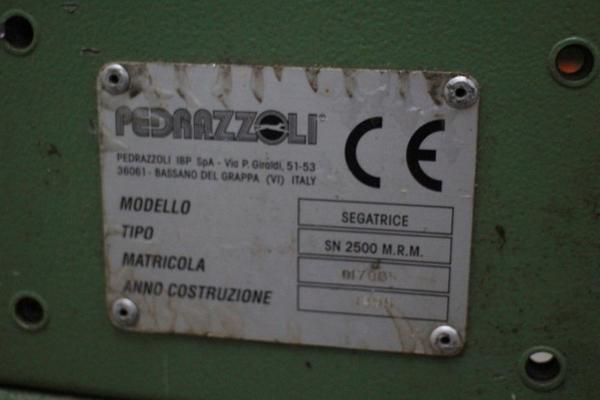 PEDRAZZOLI®
PEDRAZZOLI IBP SpA - Via P. Giraldi, 51-53
36061 - BASSANO DEL GRAPPA (VI) ITALY
CE
MODELLO SEGATRICE
TIPO SN 2500 M.R.M.
MATRICOLA
ANNO COSTRUZIONE